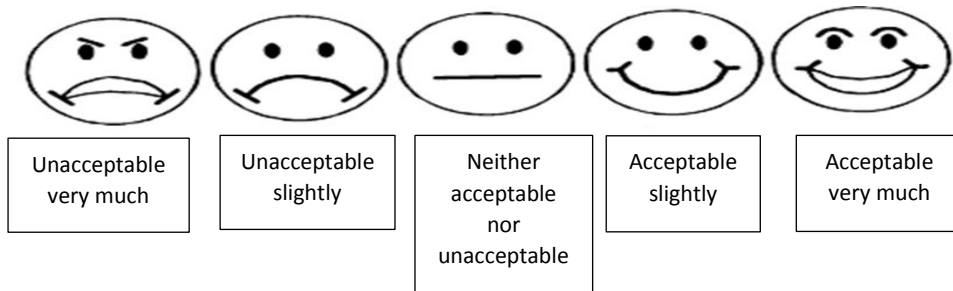 Unacceptable
very much
Unacceptable
slightly
Neither
acceptable
nor
unacceptable
Acceptable
slightly
Acceptable
very much